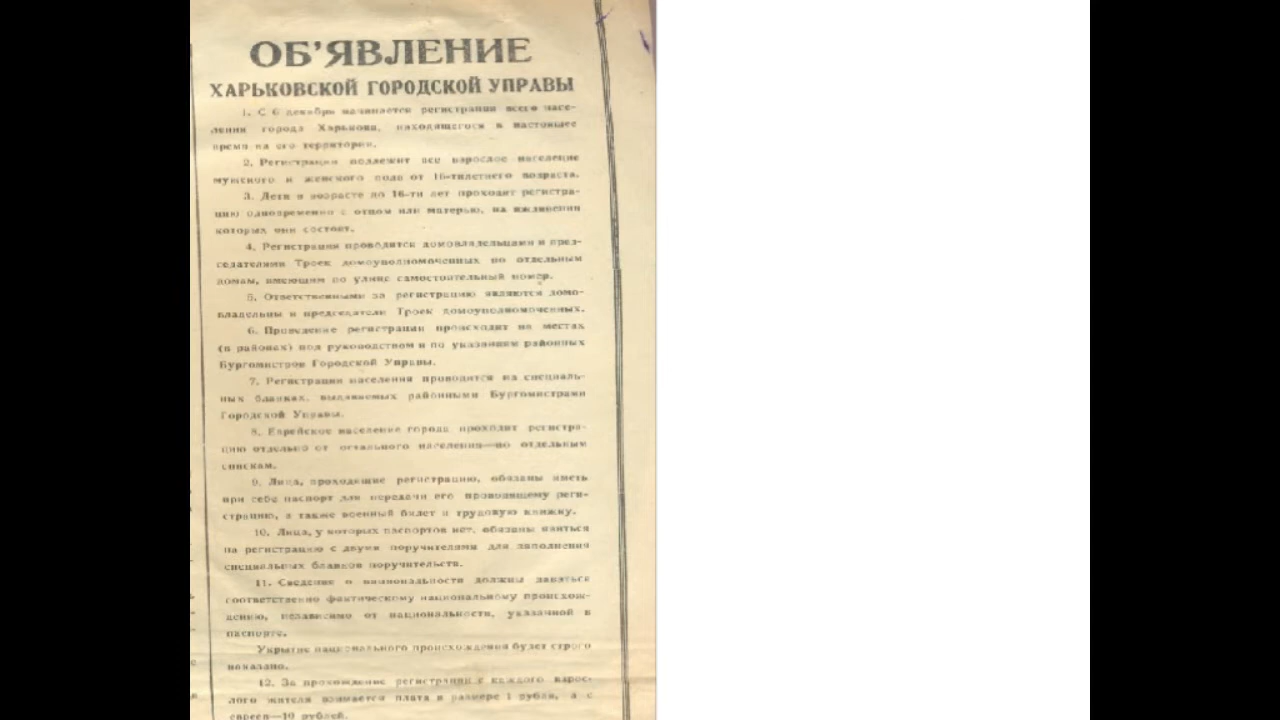 ОБ’ЯВЛЕНИЕ
ХАРЬКОВСКОЙ ГОРОДСКОЙ УПРАВЫ
1. С 6 декабря начинается регистрация всего насе-
ления города Харькова, находящегося в настоящее
время на его территории.
2. Регистрации подлежит все взрослое население
мужского и женского пола от 16-тилетнего возраста.
3. Дети в возрасте до 16-ти лет проходят регистра-
цию одновременно с отцом или матерью, на иждивении
которых они состоят.
4. Регистрация проводится домовладельцами и пред-
седателями Троек домоуполномоченных по отдельным
домам, имеющим по улице самостоятельный номер.
5. Ответственными за регистрацию являются домо-
владельцы и председатели Троек домоуполномоченных.
6. Проведение регистрации происходит на местах
(в районах) под руководством и по указаниям районных
Бургомистров Городской Управы.
7. Регистрация населения проводится на специаль-
ных бланках, выдаваемых районными Бургомистрами
Городской Управы.
8. Еврейское население города проходит регистра-
цию отдельно от остального населения—по отдельным
спискам.
9. Лица, проходящие регистрацию, обязаны иметь
при себе паспорт для передачи его проводящему реги-
страцию, а также военный билет и трудовую книжку.
10. Лица, у которых паспортов нет, обязаны явиться
на регистрацию с двумя поручителями для заполнения
специальных бланков поручительств.
11. Сведения о национальности должны даваться
соответственно фактическому национальному происхож-
дению, независимо от национальности, указанной в
паспорте.
Укрытие национального происхождения будет строго
наказано.
12. За прохождение регистрации с каждого взрос-
лого жителя взимается плата в размере 1 рубля, а с
евреев—10 рублей.